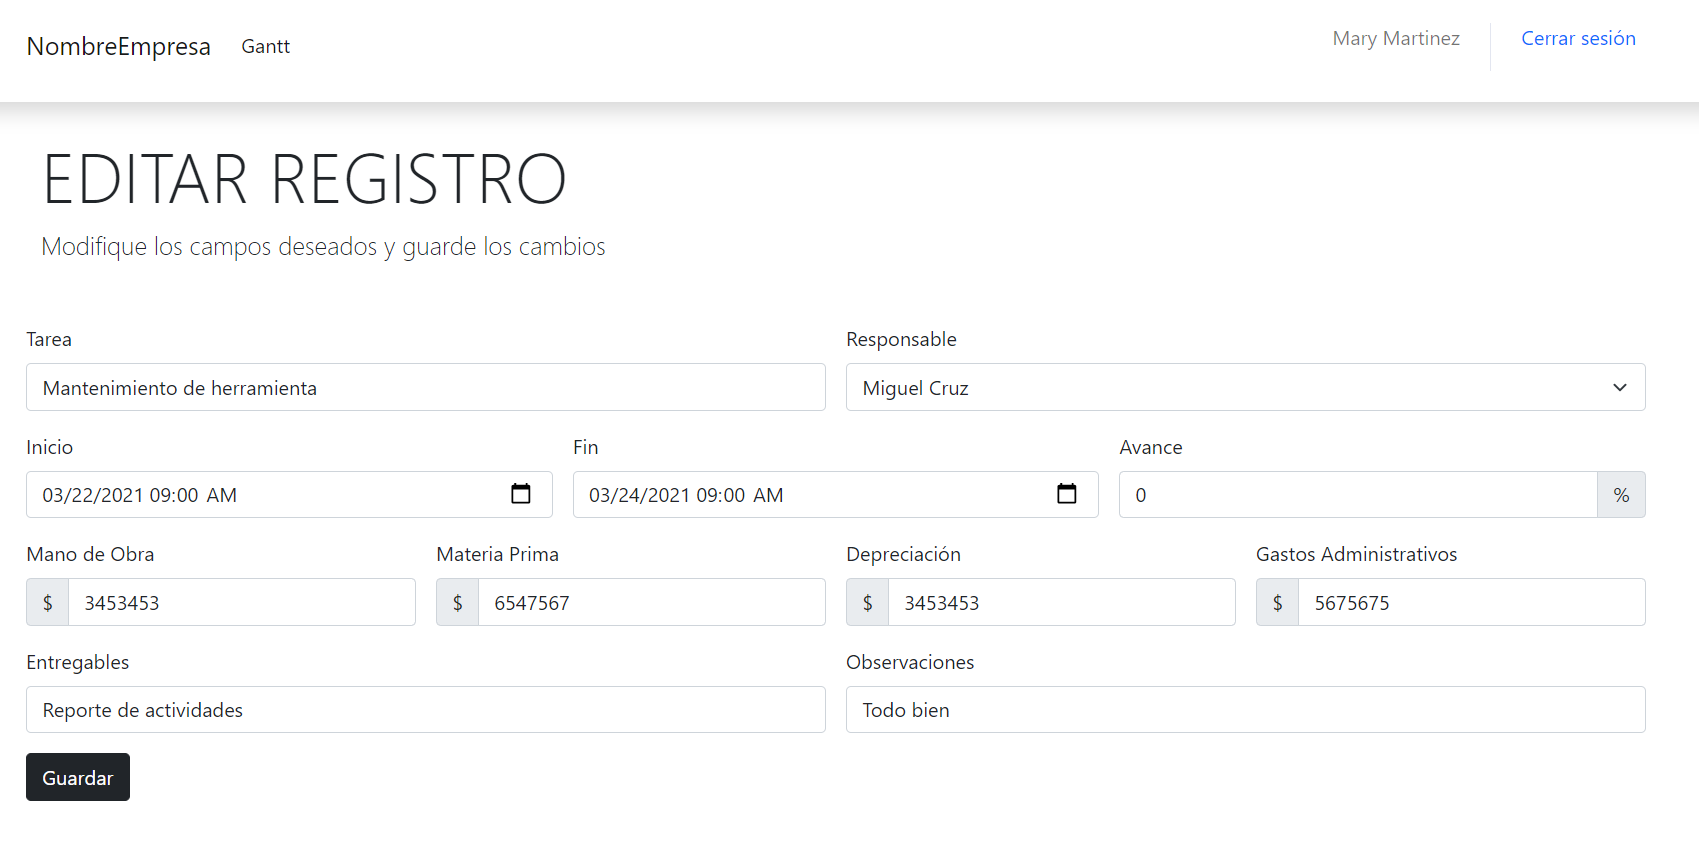 NombreEmpresa Gantt Mary Martinez Cerrar sesión
EDITAR REGISTRO
Modifique los campos deseados y guarde los cambios
Tarea Responsable
Mantenimiento de herramienta Miguel Cruz
Inicio Fin Avance
03/22/2021 09:00 AM 03/24/2021 09:00 AM 0 %
Mano de Obra Materia Prima Depreciación Gastos Administrativos
$ 3453453 $ 6547567 $ 3453453 $ 5675675
Entregables Observaciones
Reporte de actividades Todo bien
Guardar